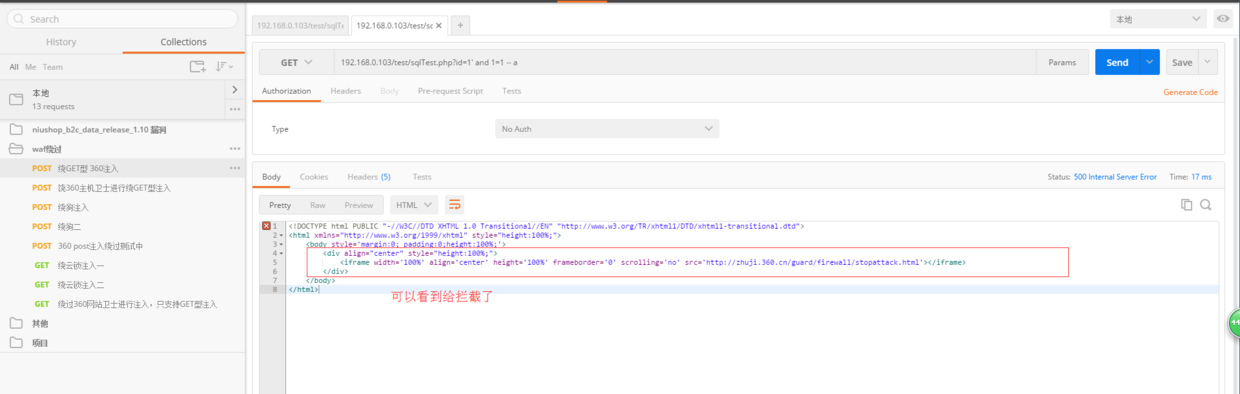 Search
History
Collections
All Me Team
本地
13 requests
niushop_b2c_data_release_1.10 漏洞
waf绕过
POST 绕GET型 360注入
POST 饶360主机卫士进行绕GET型注入
POST 绕狗注入
POST 绕狗二
POST 360 post注入绕过测试中
GET 绕云锁注入一
GET 绕云锁注入二
GET 绕过360网站卫士进行注入，只支持GET型注入
其他
项目
192.168.0.103/test/sqlTe
192.168.0.103/test/sc
本地
GET
192.168.0.103/test/sqlTest.php?id=1' and 1=1 -- a
Params
Send
Save
Authorization
Headers
Body
Pre-request Script
Tests
Generate Code
Type
No Auth
Body
Cookies
Headers (5)
Tests
Status: 500 Internal Server Error
Time: 17 ms
Pretty
Raw
Preview
HTML
1 <!DOCTYPE html PUBLIC "-//W3C//DTD XHTML 1.0 Transitional//EN" "http://www.w3.org/TR/xhtml1/DTD/xhtml1-transitional.dtd">
2 <html xmlns="http://www.w3.org/1999/xhtml" style="height:100%;">
3 <body style='margin:0; padding:0;height:100%;'>
4 <div align="center" style="height:100%;">
5 <iframe width='100%' align='center' height='100%' frameborder='0' scrolling='no' src='http://zhuji.360.cn/guard/firewall/stopattack.html'></iframe>
6 </div>
7 </body>
8 </html>
可以看到给拦截了